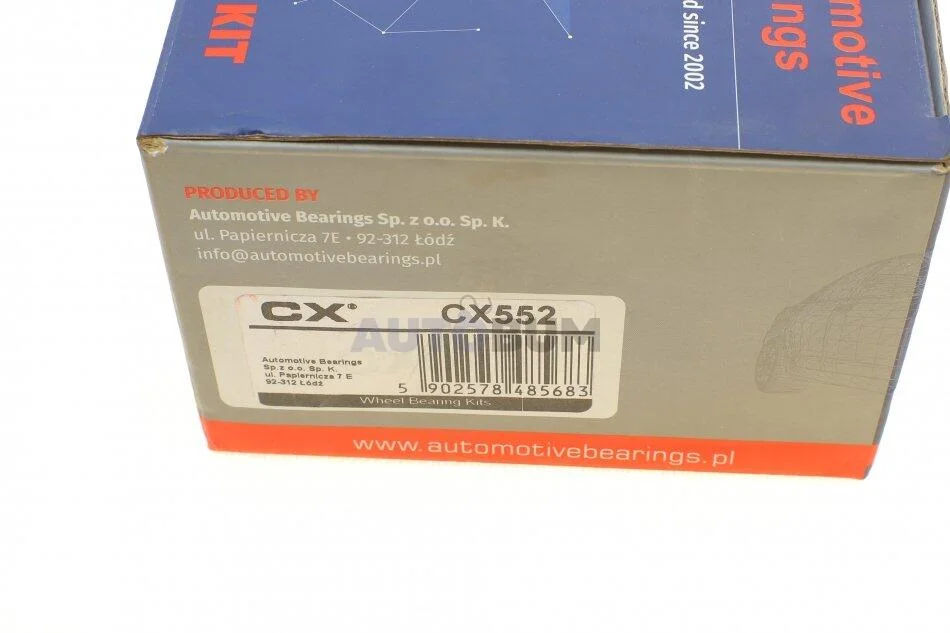 KIT
d since 2002
motive
ngs
PRODUCED BY
Automotive Bearings Sp. z o.o. Sp. K.
ul. Papiernicza 7E • 92-312 Łódź
info@automotivebearings.pl
CX® CX552
AUTOBUM
Automotive Bearings
Sp.z o.o. Sp. K.
ul. Papiernicza 7 E
92-312 Łódź
5 902578 485683
Wheel Bearing Kits
www.automotivebearings.pl